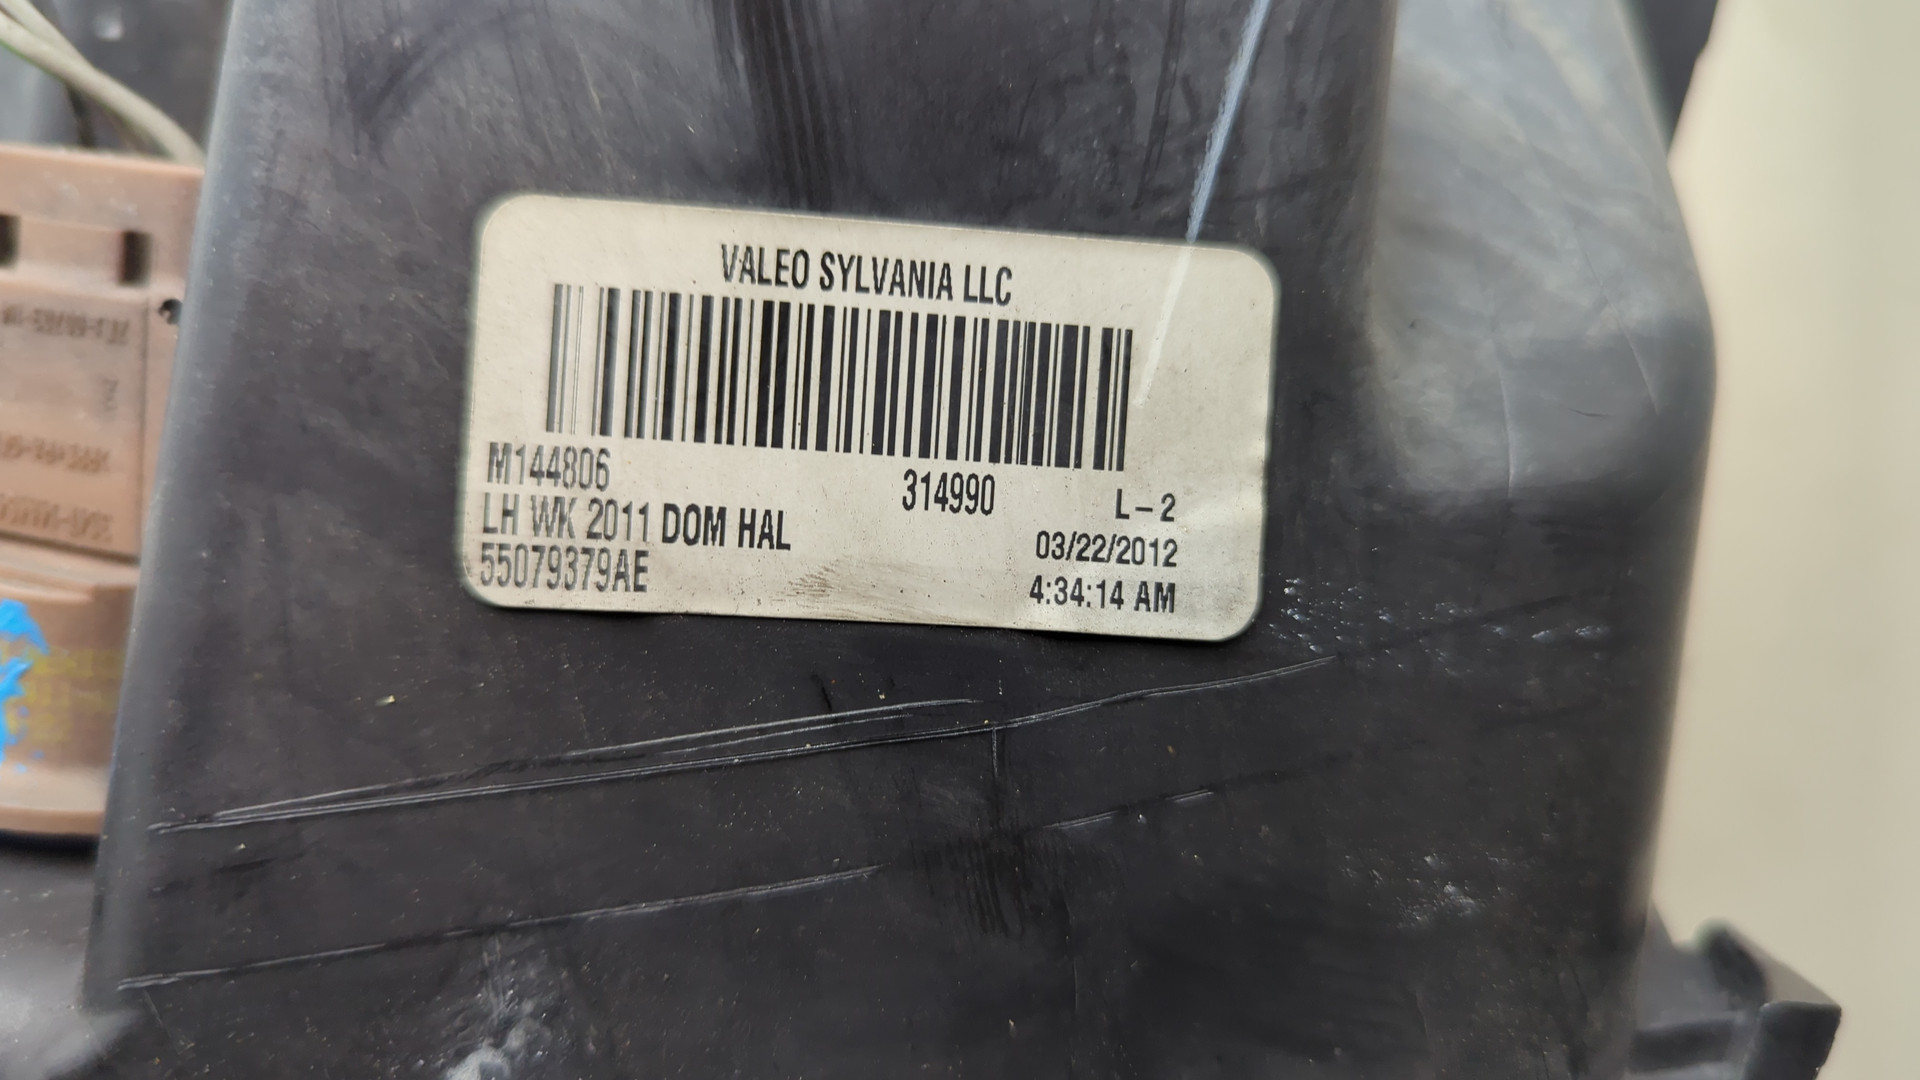 VALEO SYLVANIA LLC
M144806
314990
L-2
LH WK 2011 DOM HAL
03/22/2012
55079379AE
4:34:14 AM